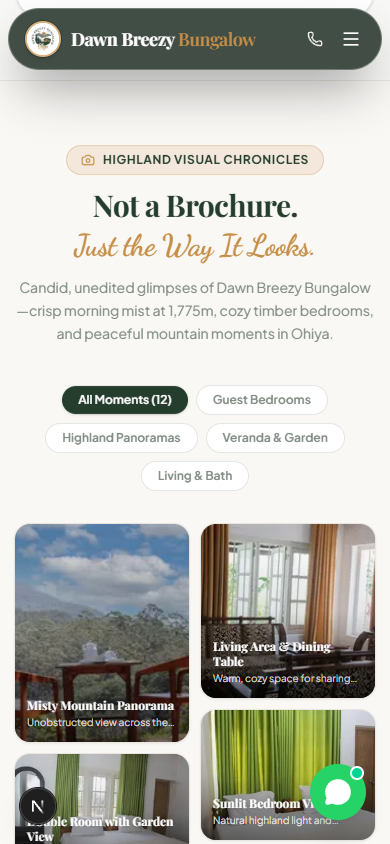 Dawn Breezy Bungalow
HIGHLAND VISUAL CHRONICLES
Not a Brochure.
Just the Way It Looks.
Candid, unedited glimpses of Dawn Breezy Bungalow
—crisp morning mist at 1,775m, cozy timber bedrooms,
and peaceful mountain moments in Ohiya.
All Moments (12)
Guest Bedrooms
Highland Panoramas
Veranda & Garden
Living & Bath
Misty Mountain Panorama
Unobstructed view across the...
Living Area & Dining
Table
Warm, cozy space for sharing...
Room with Garden
View
Sunlit Bedroom
Natural highland light and...
N